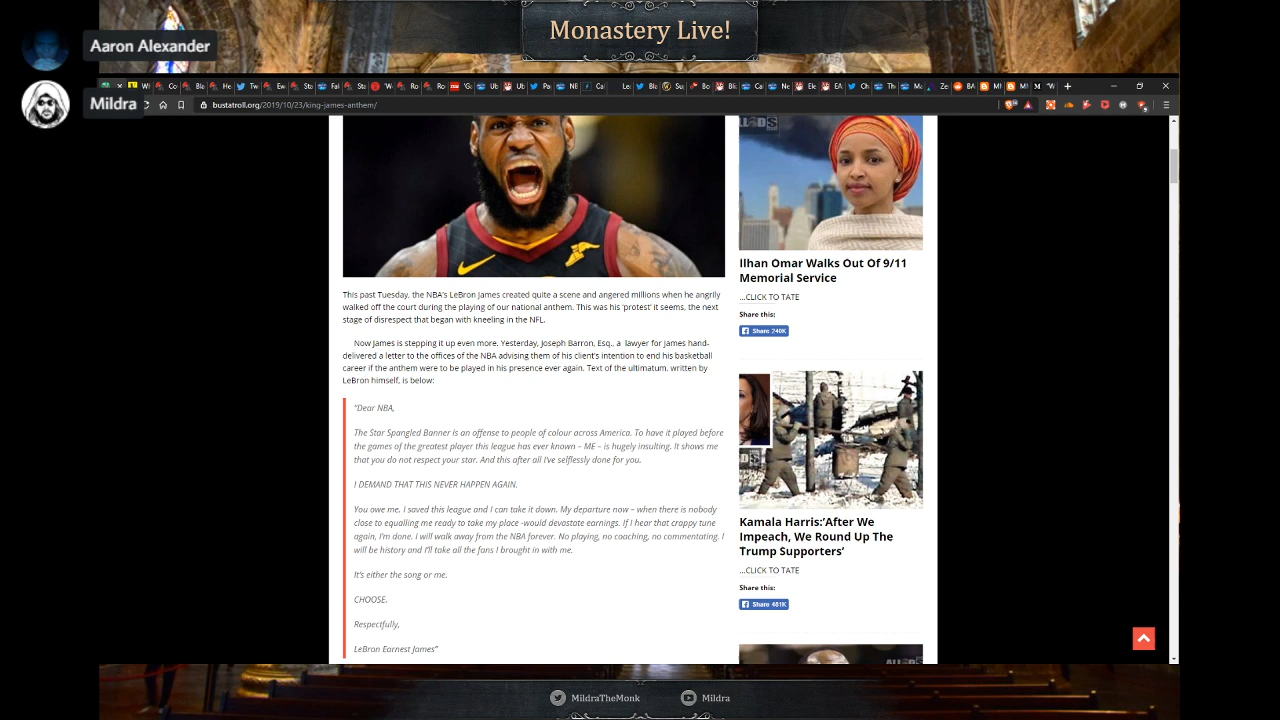 Monastery Live!
Aaron Alexander
Mildra
bustatroll.org/2019/10/23/king-james-anthem/
This past Tuesday, the NBA's LeBron James created quite a scene and angered millions when he angrily
walked off the court during the playing of our national anthem. This was his 'protest' it seems, the next
stage of disrespect that began with kneeling in the NFL.
Now James is stepping it up even more. Yesterday, Joseph Barron, Esq., a lawyer for James hand-
delivered a letter to the offices of the NBA advising them of his client's intention to end his basketball
career if the anthem were to be played in his presence ever again. Text of the ultimatum, written by
LeBron himself, is below:
"Dear NBA,
The Star Spangled Banner is an offense to people of colour across America. To have it played before
the games of the greatest player this league has ever known – ME – is hugely insulting. It shows me
that you do not respect your star. And this after all I've selflessly done for you.
I DEMAND THAT THIS NEVER HAPPEN AGAIN.
You owe me. I saved this league and I can take it down. My departure now – when there is nobody
close to equalling me ready to take my place -would devastate earnings. If I hear that crappy tune
again, I'm done. I will walk away from the NBA forever. No playing, no coaching, no commentating. I
will be history and I'll take all the fans I brought in with me.
It's either the song or me.
CHOOSE.
Respectfully,
LeBron Earnest James"
Ilhan Omar Walks Out Of 9/11
Memorial Service
...CLICK TO TATE
Share this:
Share 240K
Kamala Harris:'After We
Impeach, We Round Up The
Trump Supporters'
...CLICK TO TATE
Share this:
Share 481K
MildraTheMonk
Mildra